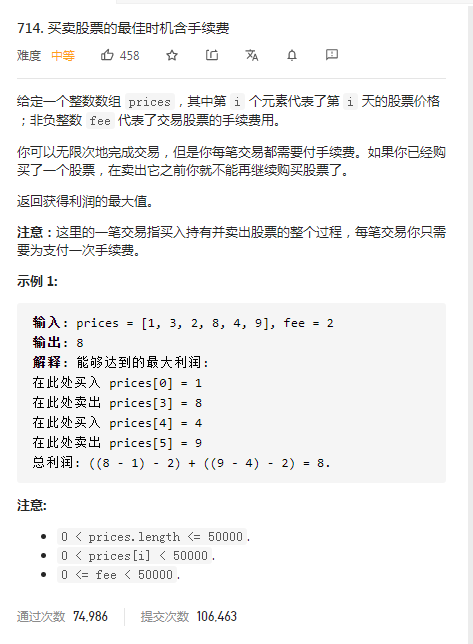 714. 买卖股票的最佳时机含手续费
难度 中等 458
给定一个整数数组 prices，其中第 i 个元素代表了第 i 天的股票价格
；非负整数 fee 代表了交易股票的手续费用。
你可以无限次地完成交易，但是你每笔交易都需要付手续费。如果你已经购
买了一个股票，在卖出它之前你就不能再继续购买股票了。
返回获得利润的最大值。
注意：这里的一笔交易指买入持有并卖出股票的整个过程，每笔交易你只需
要为支付一次手续费。
示例 1:
输入: prices = [1, 3, 2, 8, 4, 9], fee = 2
输出: 8
解释: 能够达到的最大利润:
在此处买入 prices[0] = 1
在此处卖出 prices[3] = 8
在此处买入 prices[4] = 4
在此处卖出 prices[5] = 9
总利润: ((8 - 1) - 2) + ((9 - 4) - 2) = 8.
注意:
0 < prices.length <= 50000.
0 < prices[i] < 50000.
0 <= fee < 50000.
通过次数 74,986 提交次数 106,463